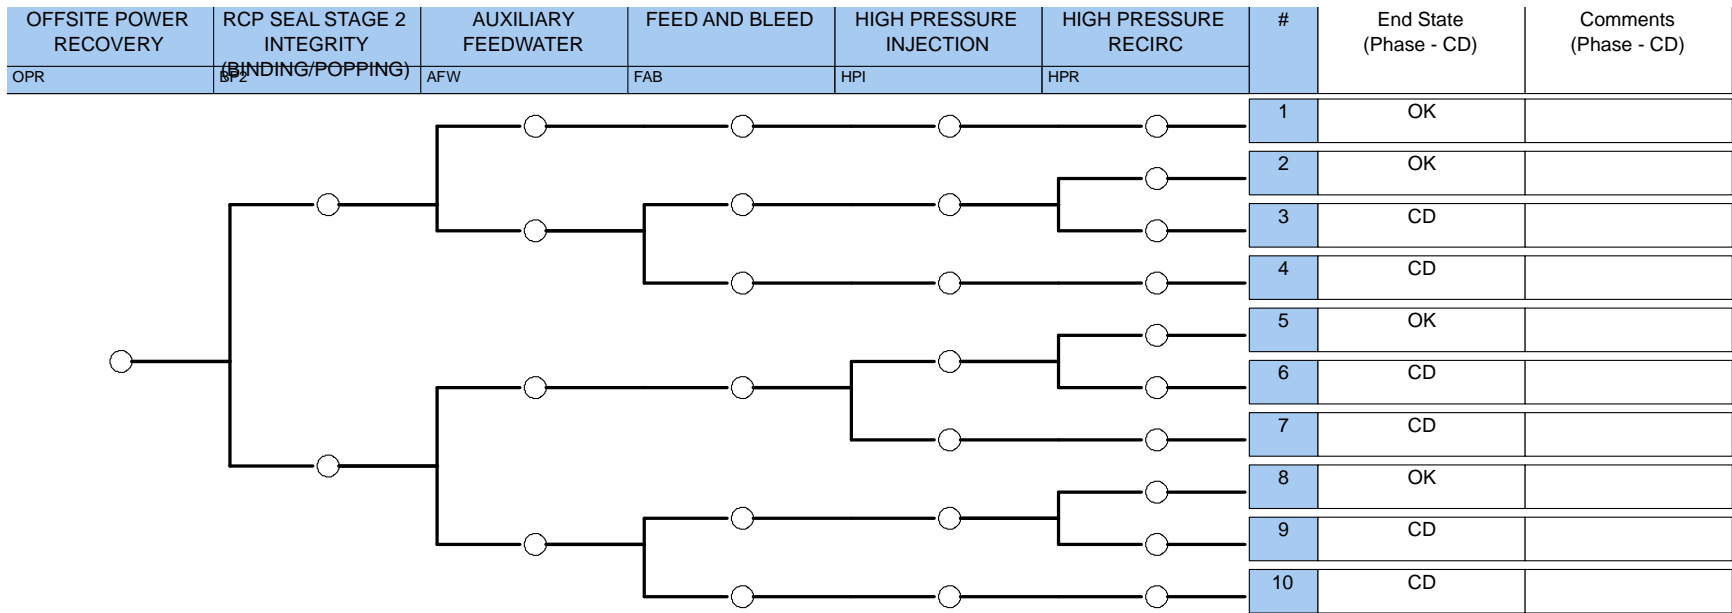 OFFSITE POWER
RECOVERY
OPR
RCP SEAL STAGE 2
INTEGRITY
(BINDING/POPPING)
BP2
AUXILIARY
FEEDWATER
AFW
FEED AND BLEED
FAB
HIGH PRESSURE
INJECTION
HPI
HIGH PRESSURE
RECIRC
HPR
#
End State
(Phase - CD)
Comments
(Phase - CD)
1 OK
2 OK
3 CD
4 CD
5 OK
6 CD
7 CD
8 OK
9 CD
10 CD